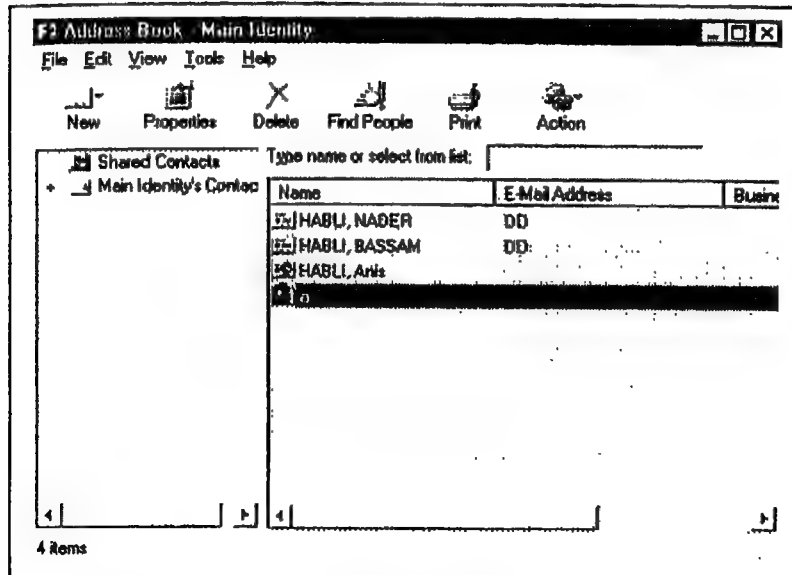 Address Book - Main Identity
File Edit View Tools Help
New Properties Delete Find People Print Action
Type name or select from list:
Shared Contacts
Main Identity's Contac
Name E-Mail Address Busine
HABLI, NADER DD
HABLI, BASSAM DD
HABLI, Anis
4 items